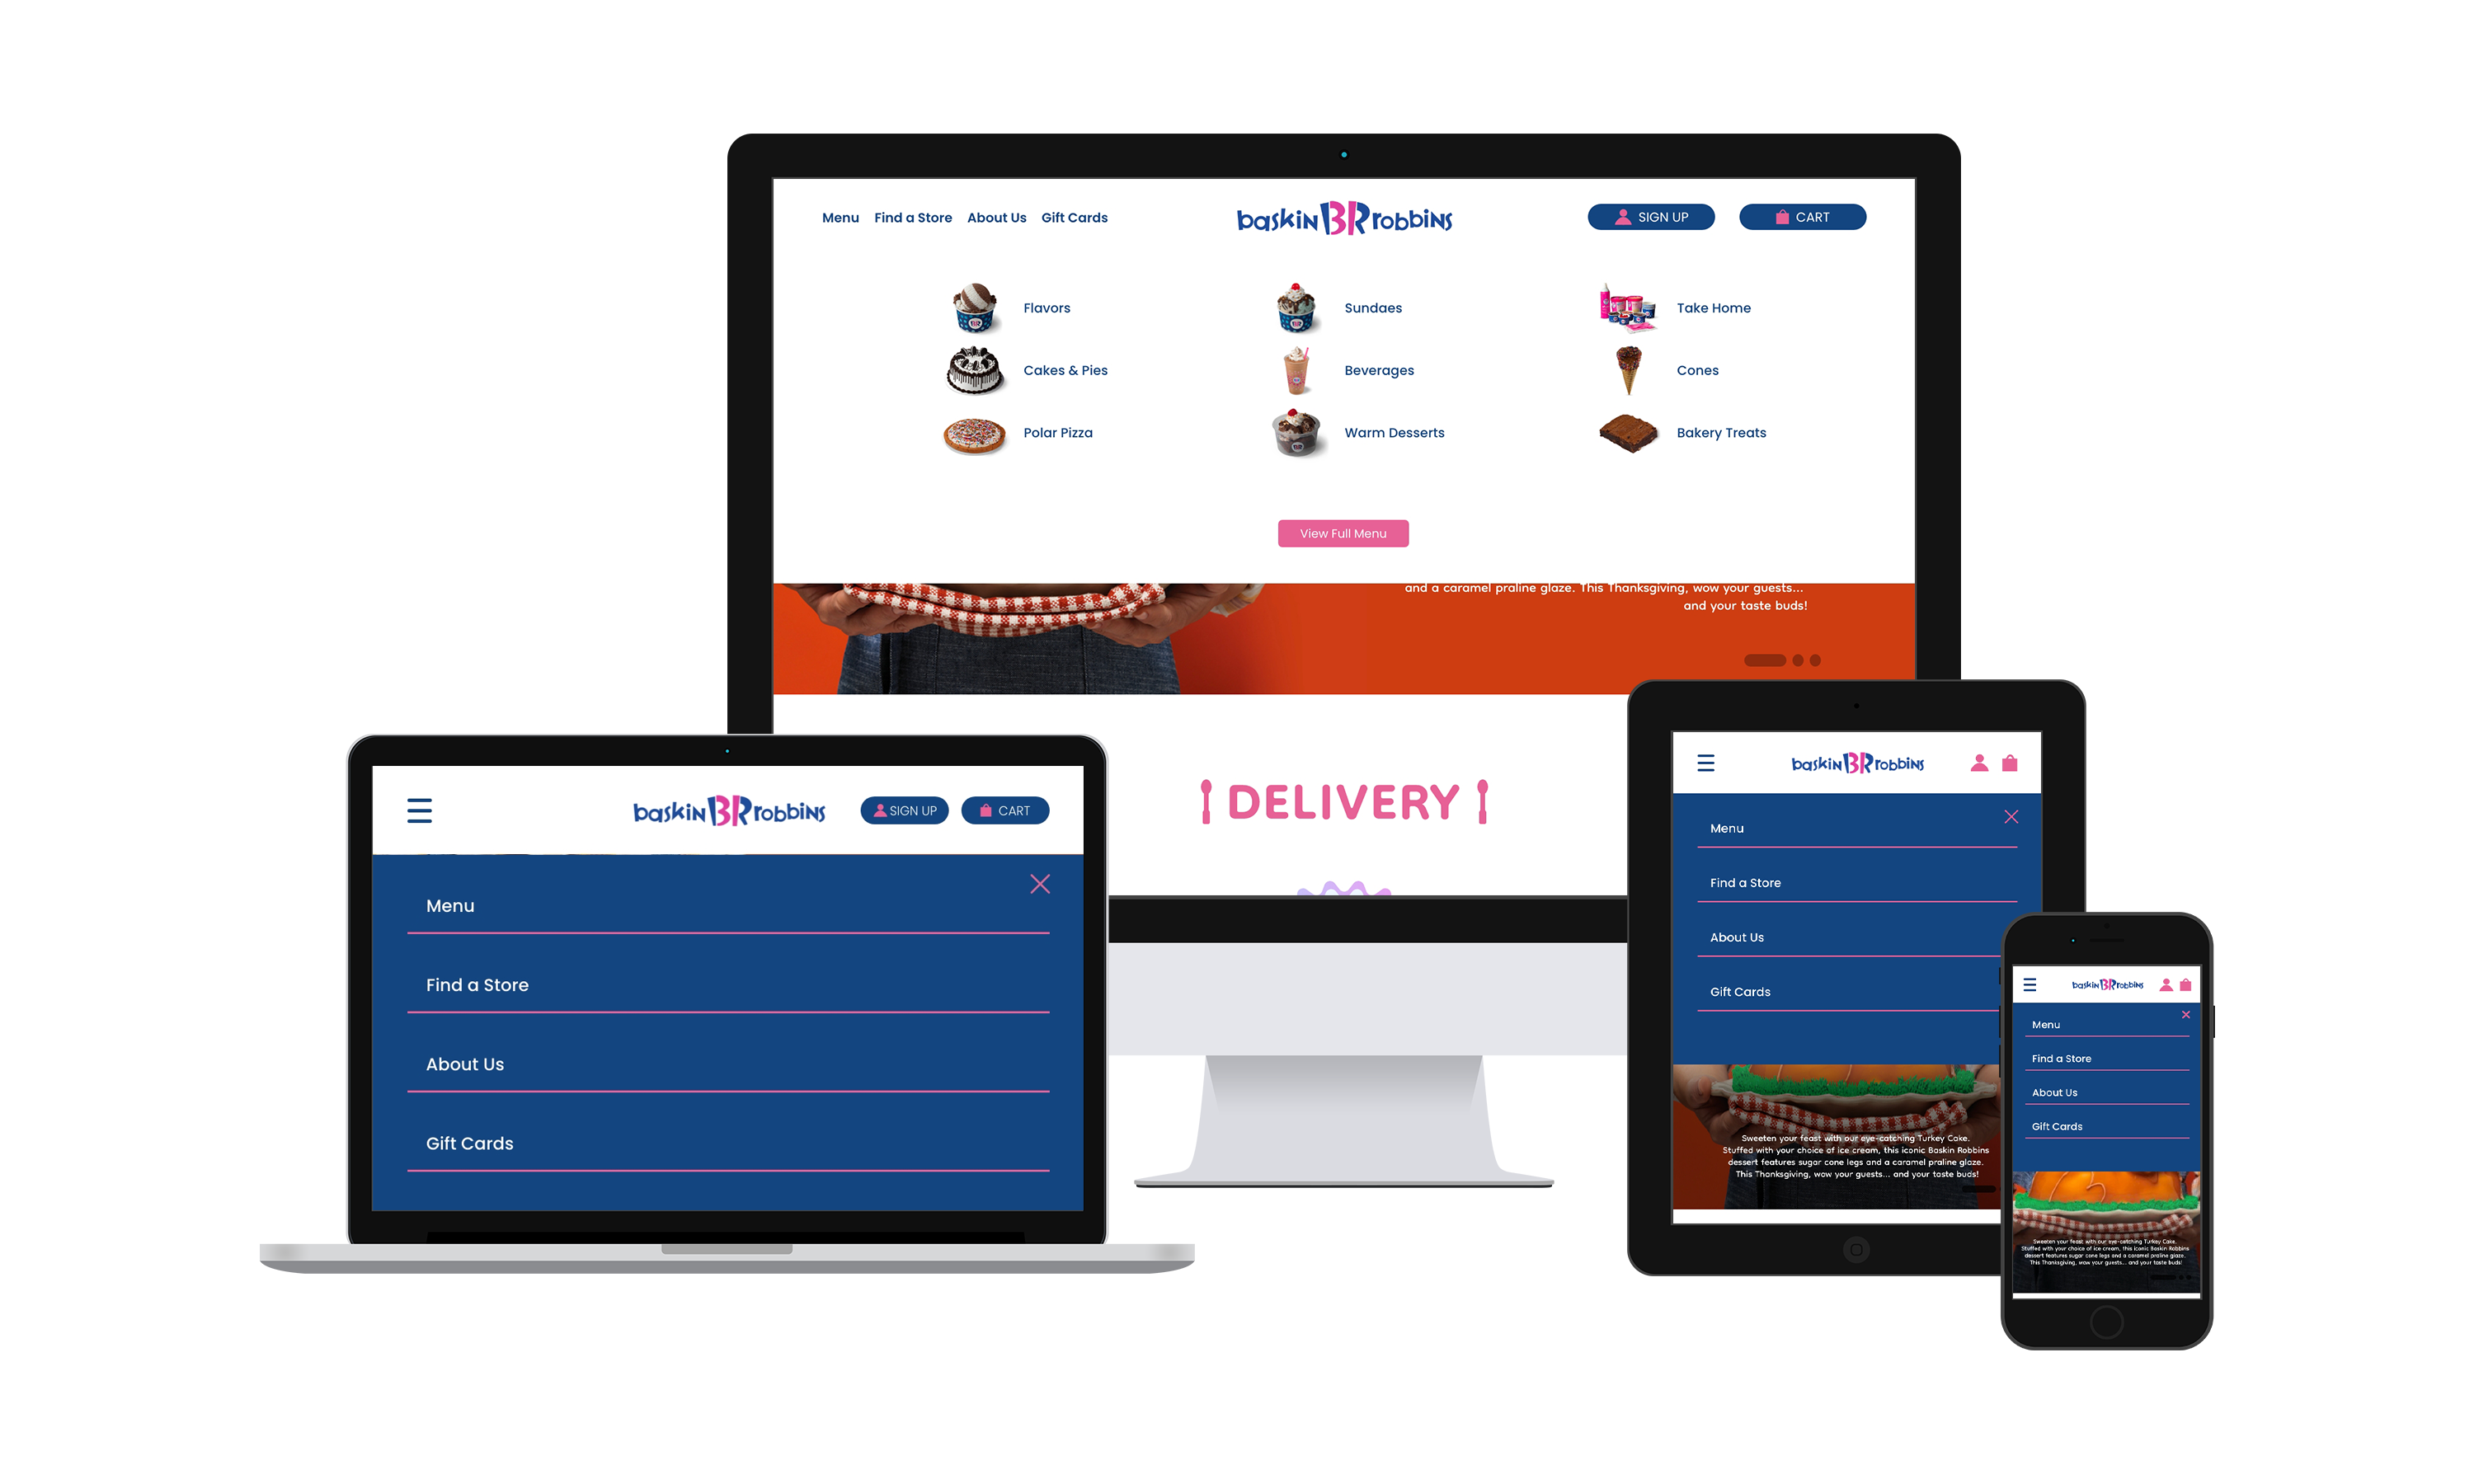 Menu Find a Store About Us Gift Cards
baskin BR robbins
SIGN UP
CART
Flavors
Sundaes
Take Home
Cakes & Pies
Beverages
Cones
Polar Pizza
Warm Desserts
Bakery Treats
View Full Menu
and a caramel praline glaze. This Thanksgiving, wow your guests...
and your taste buds!
DELIVERY
baskin BR robbins
SIGN UP
CART
Menu
Find a Store
About Us
Gift Cards
baskin BR robbins
Menu
Find a Store
About Us
Gift Cards
Sweeten your feast with our eye-catching Turkey Cake.
Stuffed with your choice of ice cream, this iconic Baskin Robbins
dessert features sugar cone legs and a caramel praline glaze.
This Thanksgiving, wow your guests... and your taste buds!
baskin BR robbins
Menu
Find a Store
About Us
Gift Cards
Sweeten your feast with our eye-catching Turkey Cake.
Stuffed with your choice of ice cream, this iconic Baskin Robbins
dessert features sugar cone legs and a caramel praline glaze.
This Thanksgiving, wow your guests... and your taste buds!